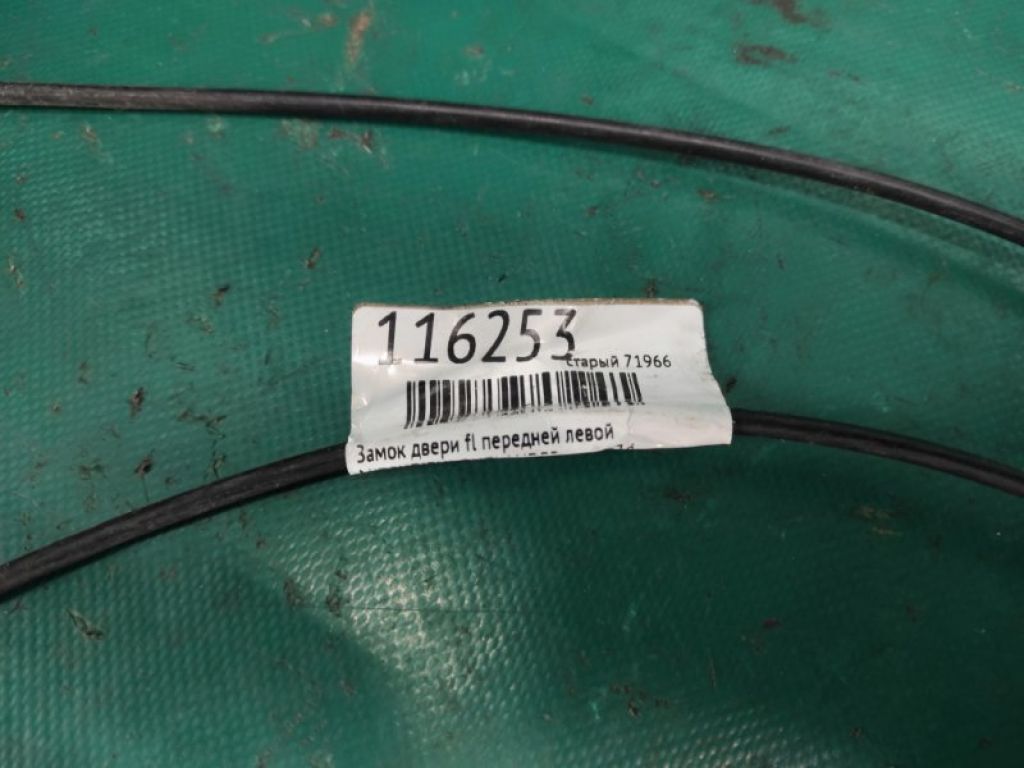 116253
старый 71966
Замок двери fl передней левой